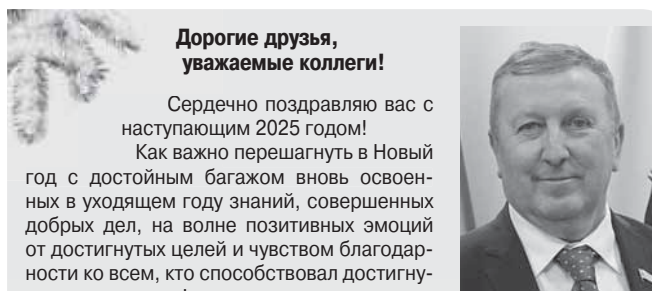 Дорогие друзья,
уважаемые коллеги!
Сердечно поздравляю вас с
наступающим 2025 годом!
Как важно перешагнуть в Новый
год с достойным багажом вновь освоен-
ных в уходящем году знаний, совершенных
добрых дел, на волне позитивных эмоций
от достигнутых целей и чувством благодар-
ности ко всем, кто способствовал достигну-